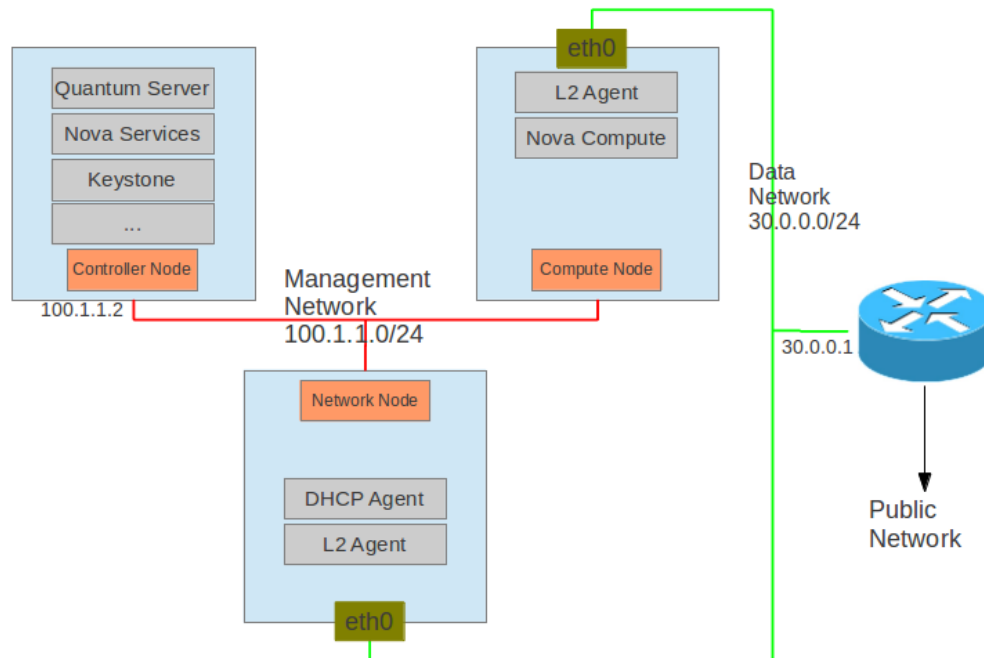 Quantum Server
Nova Services
Keystone
...
Controller Node
100.1.1.2
eth0
L2 Agent
Nova Compute
Compute Node
Management
Network
100.1.1.0/24
Data
Network
30.0.0.0/24
30.0.0.1
Public
Network
Network Node
DHCP Agent
L2 Agent
eth0